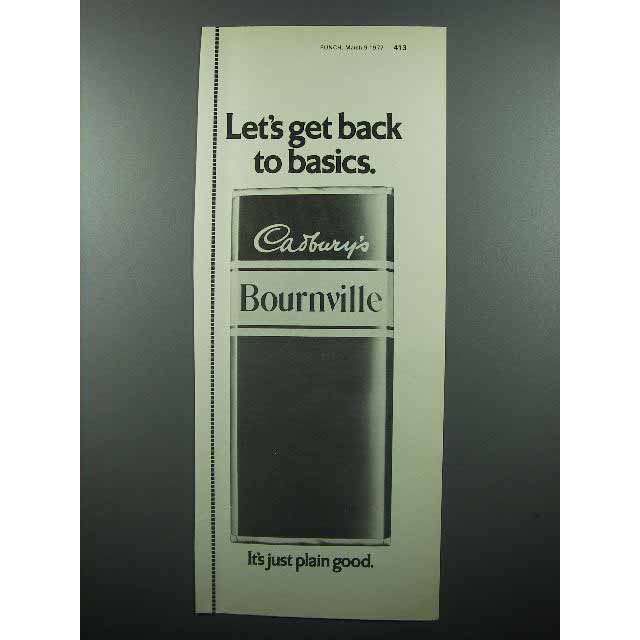 PUNCH, March 9 1977 413
Let's get back
to basics.
Cadbury's
Bournville
It's just plain good.